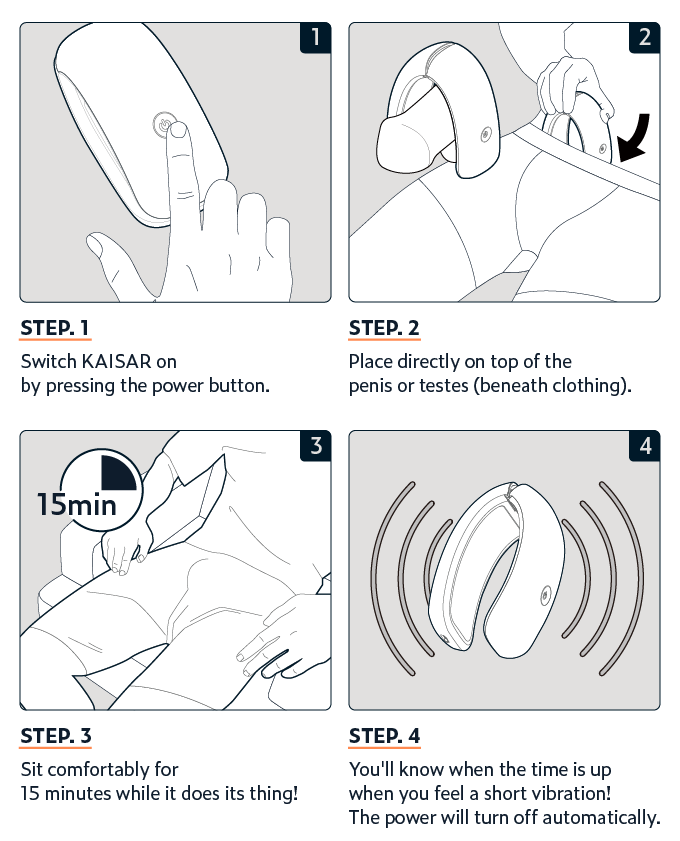 1
2
STEP. 1
Switch KAISAR on
by pressing the power button.
STEP. 2
Place directly on top of the
penis or testes (beneath clothing).
3
15min
4
STEP. 3
Sit comfortably for
15 minutes while it does its thing!
STEP. 4
You'll know when the time is up
when you feel a short vibration!
The power will turn off automatically.